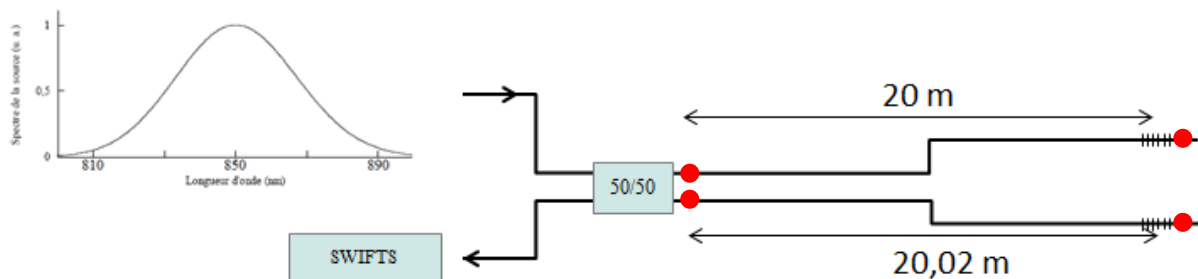 Spectre de la source (u. a.)
1
0,5
0
810
850
890
Longueur d'onde (nm)
20 m
50/50
SWIFTS
20,02 m